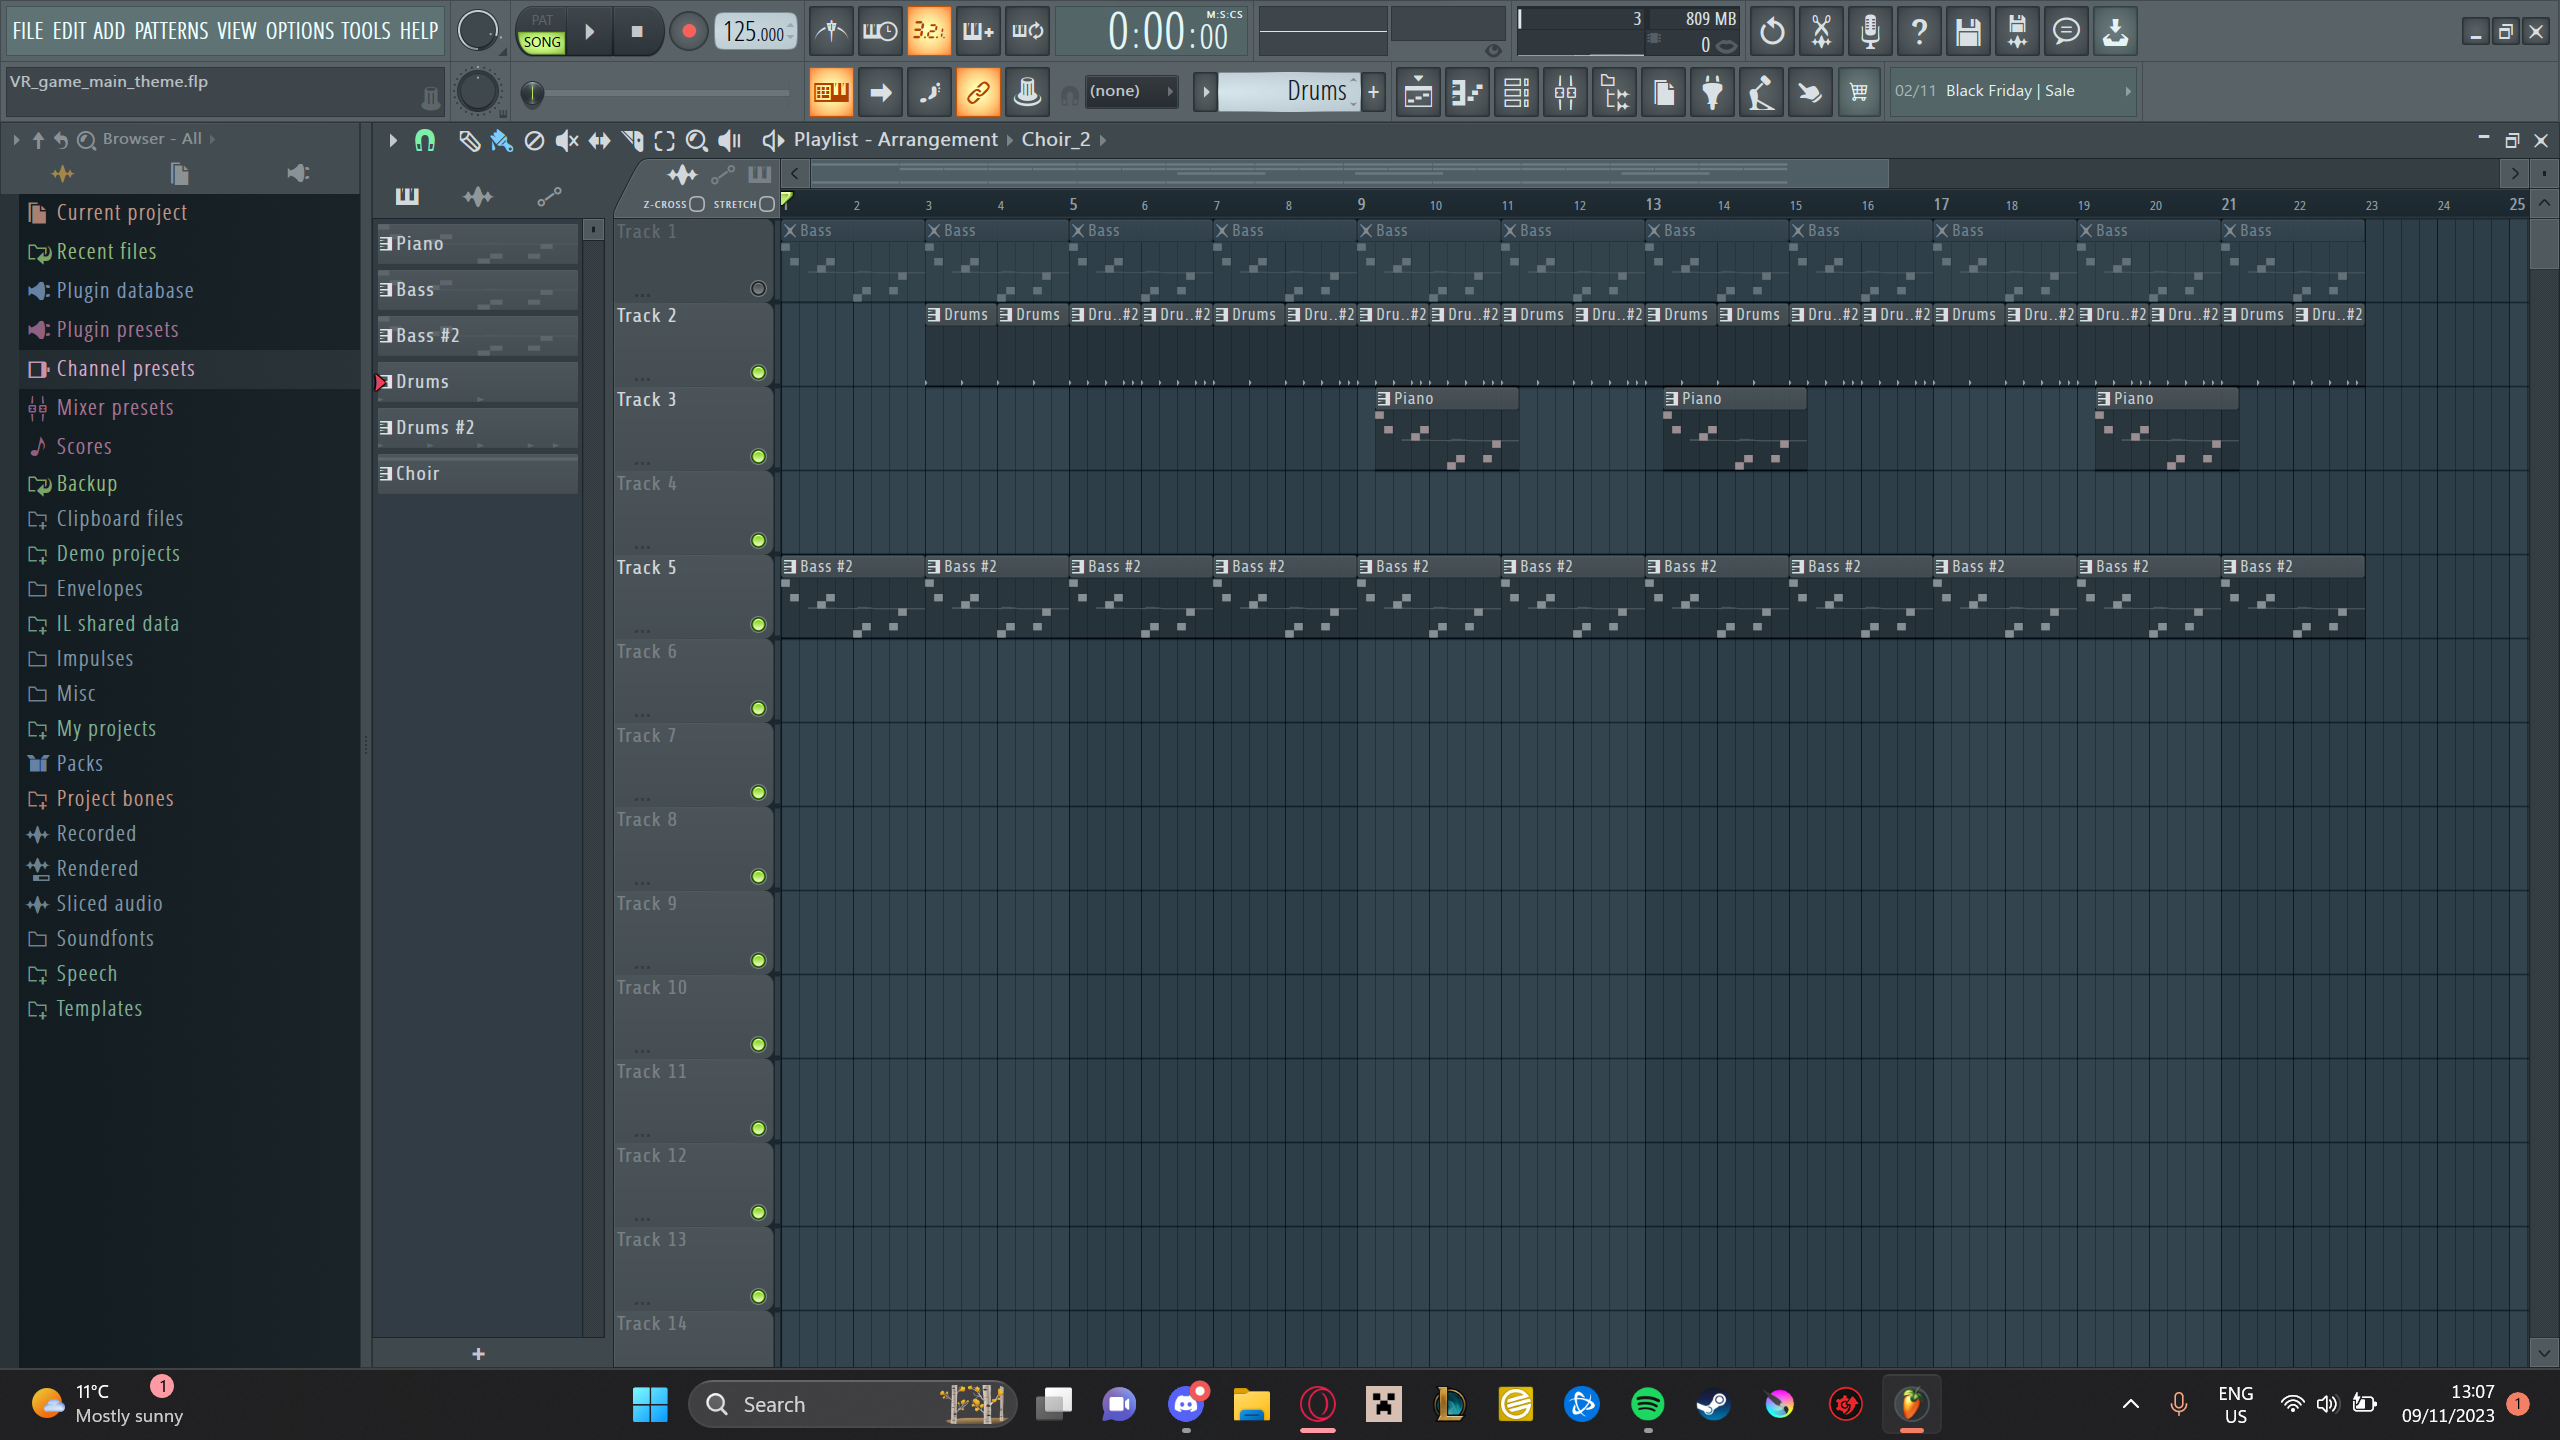 FILE EDIT ADD PATTERNS VIEW OPTIONS TOOLS HELP
PAT
SONG
125.000
3.2.1.
0:00:00
M:S:CS
3
809 MB
0
VR_game_main_theme.flp
(none)
Drums
+
02/11 Black Friday | Sale
Browser - All
Playlist - Arrangement › Choir_2
Z-CROSS
STRETCH
2 3 4 5 6 7 8 9 10 11 12 13 14 15 16 17 18 19 20 21 22 23 24 25
Current project
Recent files
Plugin database
Plugin presets
Channel presets
Mixer presets
Scores
Backup
Clipboard files
Demo projects
Envelopes
IL shared data
Impulses
Misc
My projects
Packs
Project bones
Recorded
Rendered
Sliced audio
Soundfonts
Speech
Templates
Piano
Bass
Bass #2
Drums
Drums #2
Choir
+
Track 1
Bass Bass Bass Bass Bass Bass Bass Bass Bass Bass Bass
Track 2
Drums Drums Dru..#2 Dru..#2 Drums Dru..#2 Dru..#2 Dru..#2 Drums Dru..#2 Drums Drums Dru..#2 Dru..#2 Drums Dru..#2 Dru..#2 Dru..#2 Drums Dru..#2
Track 3
Piano Piano Piano
Track 4
Track 5
Bass #2 Bass #2 Bass #2 Bass #2 Bass #2 Bass #2 Bass #2 Bass #2 Bass #2 Bass #2 Bass #2
Track 6
Track 7
Track 8
Track 9
Track 10
Track 11
Track 12
Track 13
Track 14
11°C
Mostly sunny
1
Search
ENG
US
13:07
09/11/2023
1